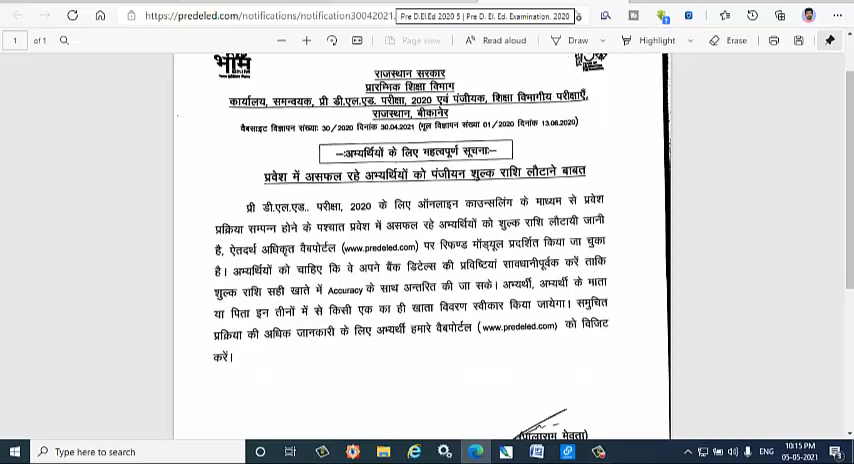 https://predeled.com/notifications/notification30042021.
Pre D.El.Ed 2020 5 | Pre D. El. Ed. Examination, 2020
1 of 1
Page view
Read aloud
Draw
Highlight
Erase
भीम
BHIM
राजस्थान सरकार
प्रारम्भिक शिक्षा विभाग
कार्यालय, समन्वयक, प्री डी.एल.एड. परीक्षा, 2020 एवं पंजीयक, शिक्षा विभागीय परीक्षाएँ,
राजस्थान, बीकानेर
वैबसाइट विज्ञापन संख्याः 30/2020 दिनांक 30.04.2021 (मूल विज्ञापन संख्या 01/2020 दिनांक 13.06.2020)
-:अभ्यर्थियों के लिए महत्वपूर्ण सूचनाः-
प्रवेश में असफल रहे अभ्यर्थियों को पंजीयन शुल्क राशि लौटाने बाबत
प्री डी.एल.एड.. परीक्षा, 2020 के लिए ऑनलाइन काउन्सलिंग के माध्यम से प्रवेश
प्रक्रिया सम्पन्न होने के पश्चात प्रवेश में असफल रहे अभ्यर्थियों को शुल्क राशि लौटायी जानी
है, ऐतदर्थ अधिकृत वैबपोर्टल (www.predeled.com) पर रिफण्ड मॉड्यूल प्रदर्शित किया जा चुका
है। अभ्यर्थियों को चाहिए कि वे अपने बैंक डिटेल्स की प्रविष्टियां सावधानीपूर्वक करें ताकि
शुल्क राशि सही खाते में Accuracy के साथ अन्तरित की जा सके। अभ्यर्थी, अभ्यर्थी के माता
या पिता इन तीनों में से किसी एक का ही खाता विवरण स्वीकार किया जायेगा। समुचित
प्रक्रिया की अधिक जानकारी के लिए अभ्यर्थी हमारे वैबपोर्टल (www.predeled.com) को विजिट
करें।
(पालाराम मेवता)
Type here to search
ENG
10:15 PM
05-05-2021